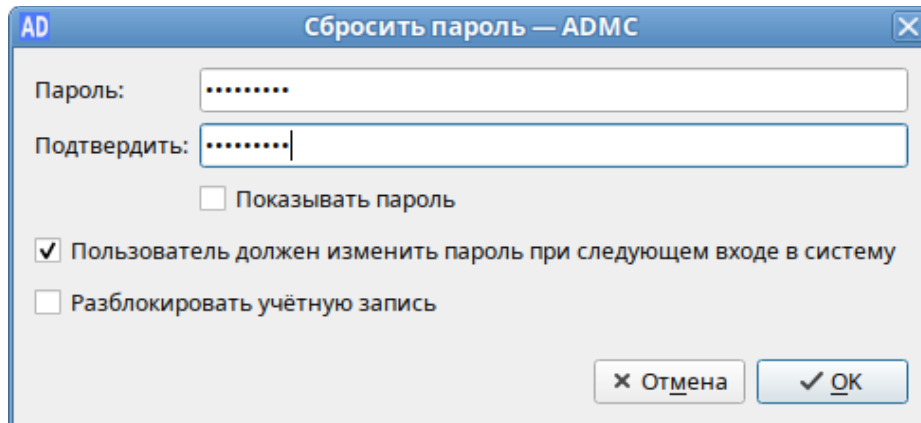 AD Сбросить пароль — ADMC
Пароль: •••••••••
Подтвердить: •••••••••
Показывать пароль
Пользователь должен изменить пароль при следующем входе в систему
Разблокировать учётную запись
Отмена OK